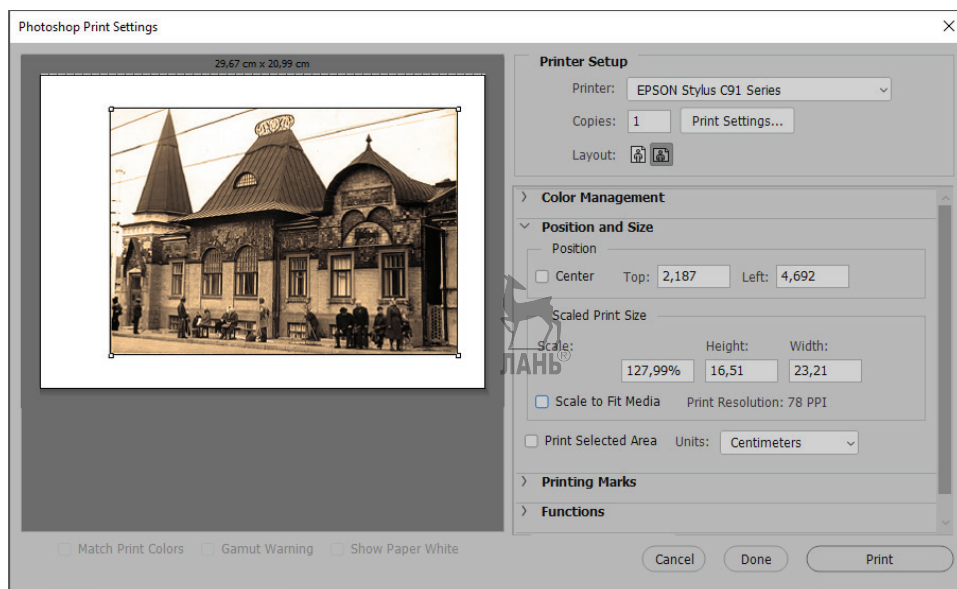 Photoshop Print Settings
29,67 cm x 20,99 cm
Printer Setup
Printer: EPSON Stylus C91 Series
Copies: 1 Print Settings...
Layout:
Color Management
Position and Size
Position
Center Top: 2,187 Left: 4,692
Scaled Print Size
Scale: Height: Width:
127,99% 16,51 23,21
ЛАНЬ®
Scale to Fit Media Print Resolution: 78 PPI
Print Selected Area Units: Centimeters
Printing Marks
Functions
Match Print Colors Gamut Warning Show Paper White
Cancel Done Print